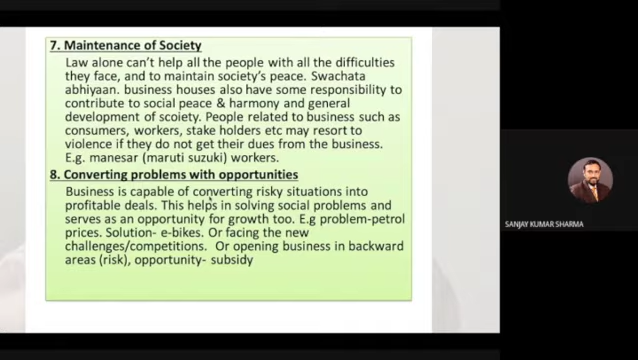 7. Maintenance of Society
Law alone can't help all the people with all the difficulties
they face, and to maintain society's peace. Swachata
abhiyaan. business houses also have some responsibility to
contribute to social peace & harmony and general
development of scoiety. People related to business such as
consumers, workers, stake holders etc may resort to
violence if they do not get their dues from the business.
E.g. manesar (maruti suzuki) workers.
8. Converting problems with opportunities
Business is capable of converting risky situations into
profitable deals. This helps in solving social problems and
serves as an opportunity for growth too. E.g problem-petrol
prices. Solution- e-bikes. Or facing the new
challenges/competitions. Or opening business in backward
areas (risk), opportunity- subsidy
SANJAY KUMAR SHARMA